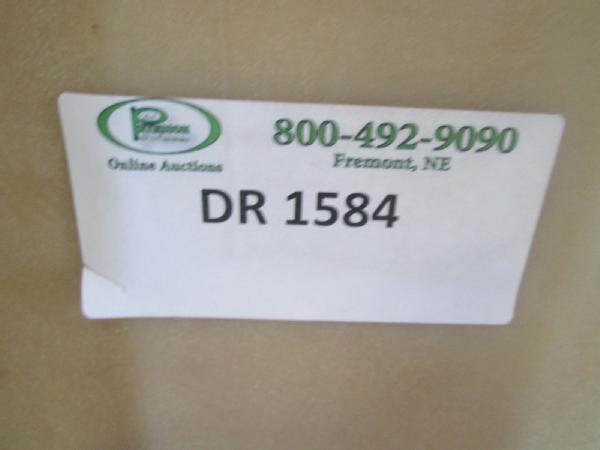 800-492-9090
Fremont, NE
Online Auctions
DR 1584